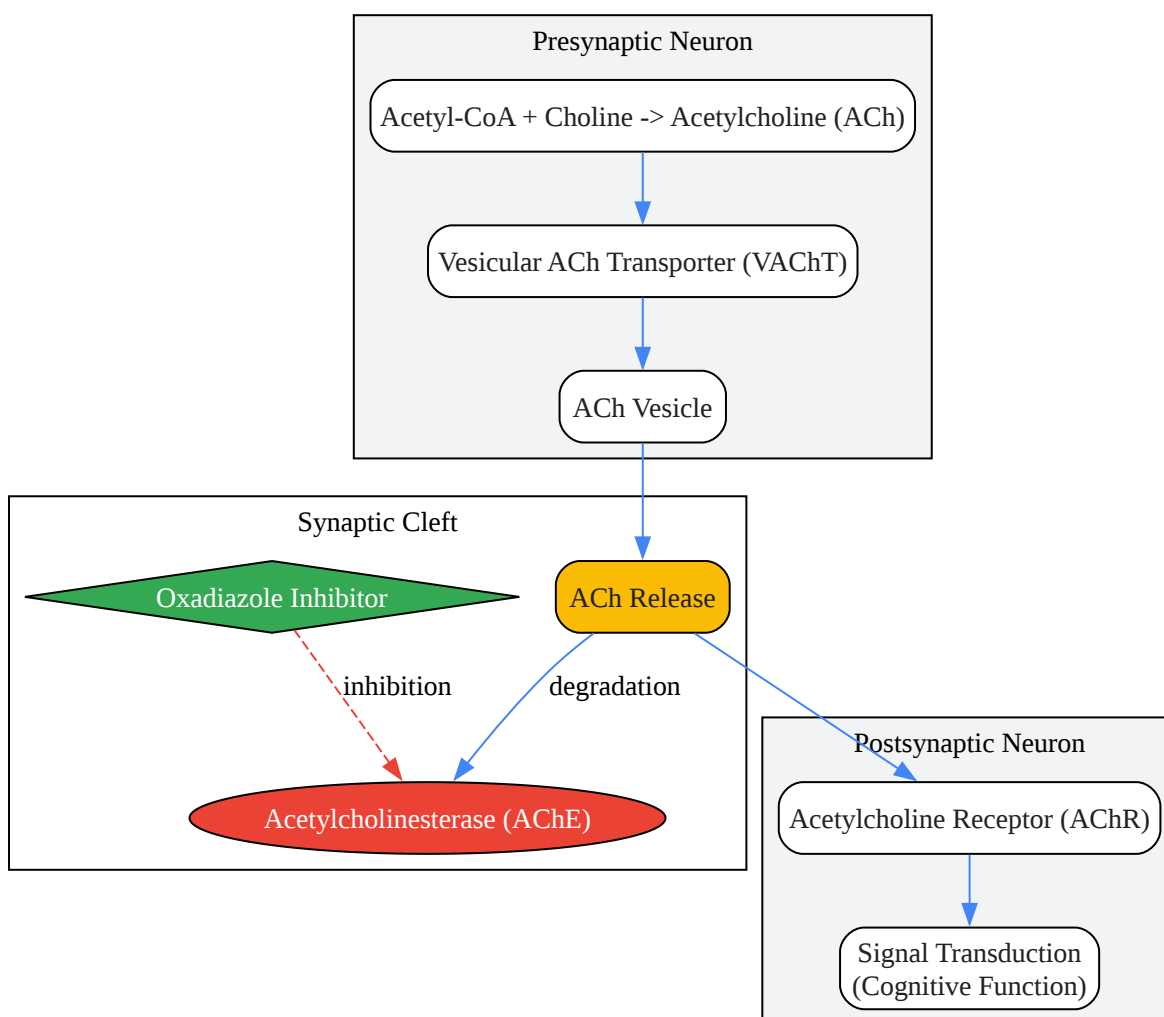 Presynaptic Neuron
Acetyl-CoA + Choline -> Acetylcholine (ACh)
Vesicular ACh Transporter (VAChT)
ACh Vesicle
Synaptic Cleft
Oxadiazole Inhibitor
ACh Release
inhibition
degradation
Acetylcholinesterase (AChE)
Postsynaptic Neuron
Acetylcholine Receptor (AChR)
Signal Transduction
(Cognitive Function)